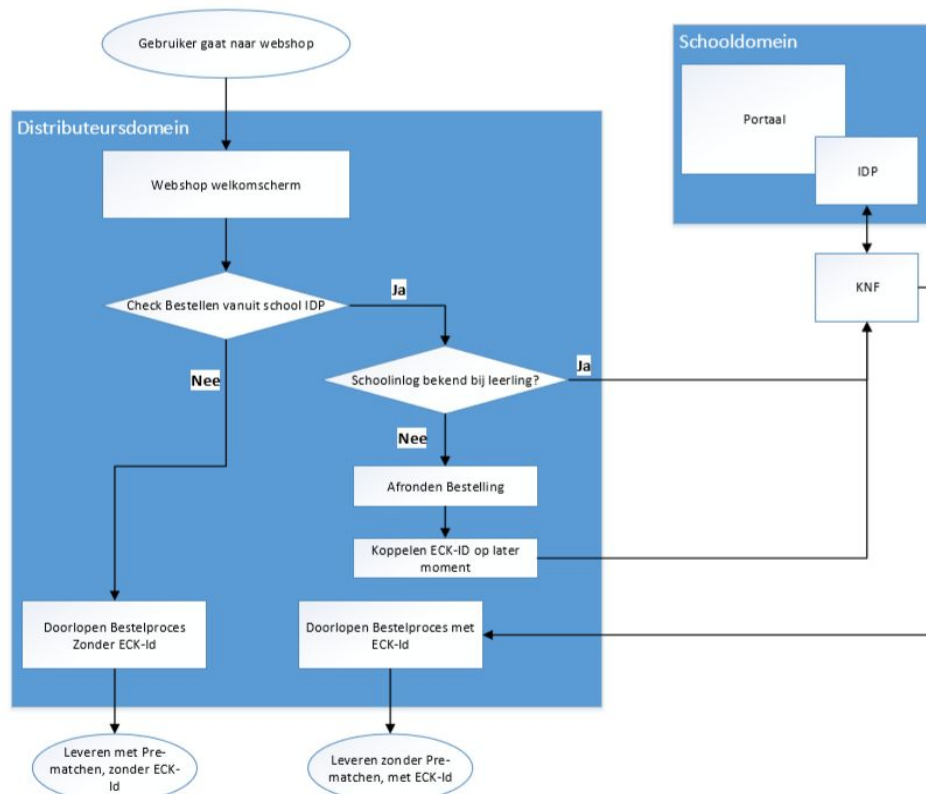 Gebruiker gaat naar webshop
Schooldomein
Portaal
IDP
KNF
Distributeursdomein
Webshop welkomscherm
Check Bestellen vanuit school IDP
Ja
Nee
Schoolinlog bekend bij leerling?
Ja
Nee
Afronden Bestelling
Koppelen ECK-ID op later
moment
Doorlopen Bestelproces
Zonder ECK-Id
Doorlopen Bestelproces met
ECK-Id
Leveren met Pre-
matchen, zonder ECK-
Id
Leveren zonder Pre-
matchen, met ECK-Id